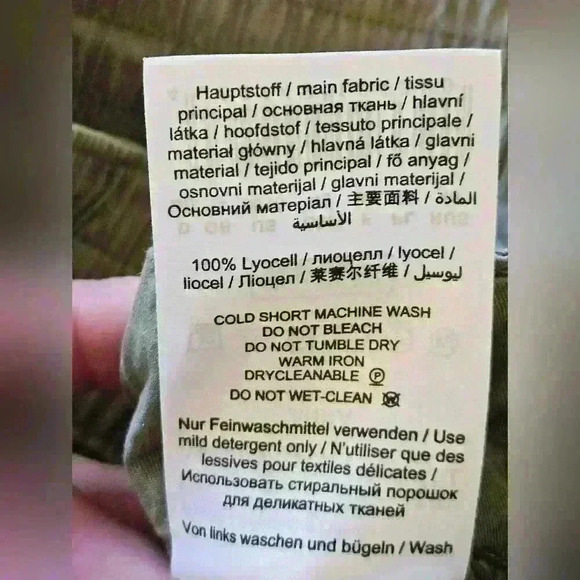 Hauptstoff / main fabric / tissu
principal / основная ткань / hlavní
látka / hoofdstof / tessuto principale /
materiał główny / hlavná látka / glavni
material / tejido principal / fő anyag /
osnovni materijal / glavni materijal /
Основний матеріал / 主要面料 / المادة
الأساسية
100% Lyocell / лиоцелл / lyocel /
liocel / Ліоцел / 莱赛尔纤维 / ليوسيل
COLD SHORT MACHINE WASH
DO NOT BLEACH
DO NOT TUMBLE DRY
WARM IRON
DRYCLEANABLE Ⓟ
DO NOT WET-CLEAN
Nur Feinwaschmittel verwenden / Use
mild detergent only / N'utiliser que des
lessives pour textiles délicates /
Использовать стиральный порошок
для деликатных тканей
Von links waschen und bügeln / Wash